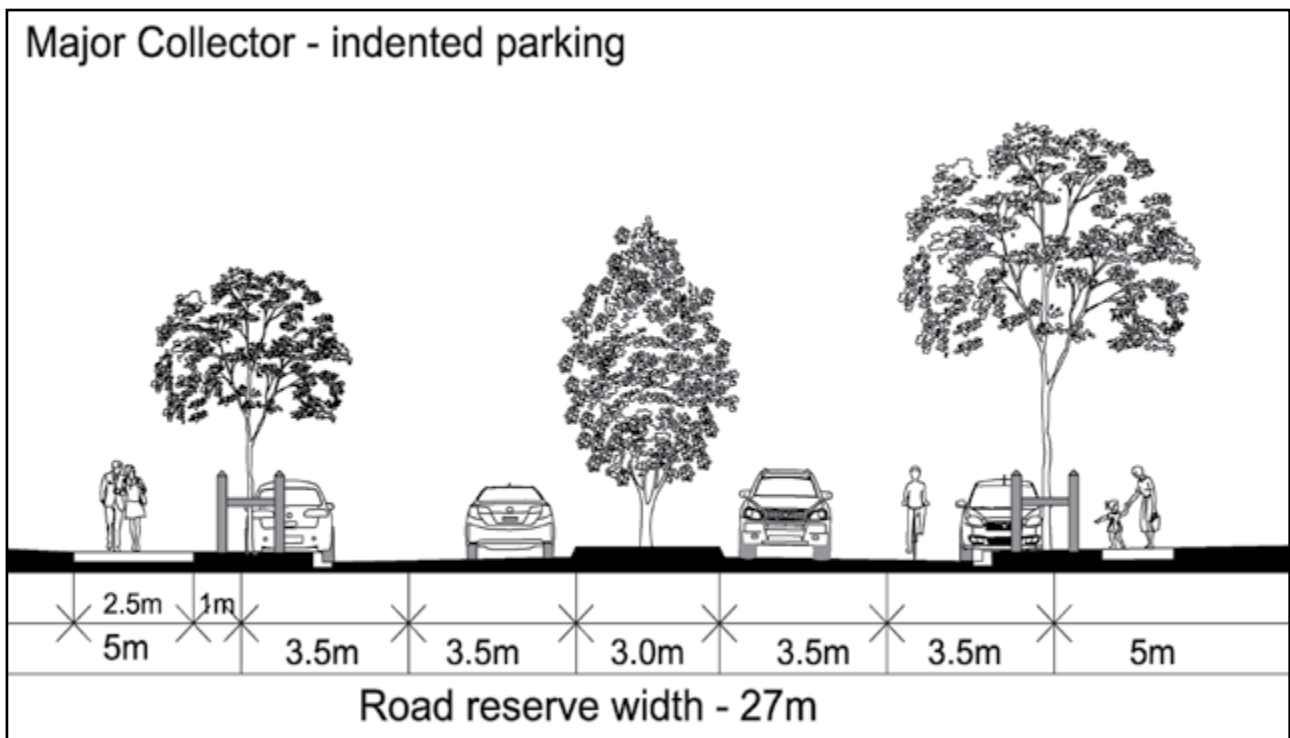 Major Collector - indented parking
2.5m 1m
5m 3.5m 3.5m 3.0m 3.5m 3.5m 5m
Road reserve width - 27m